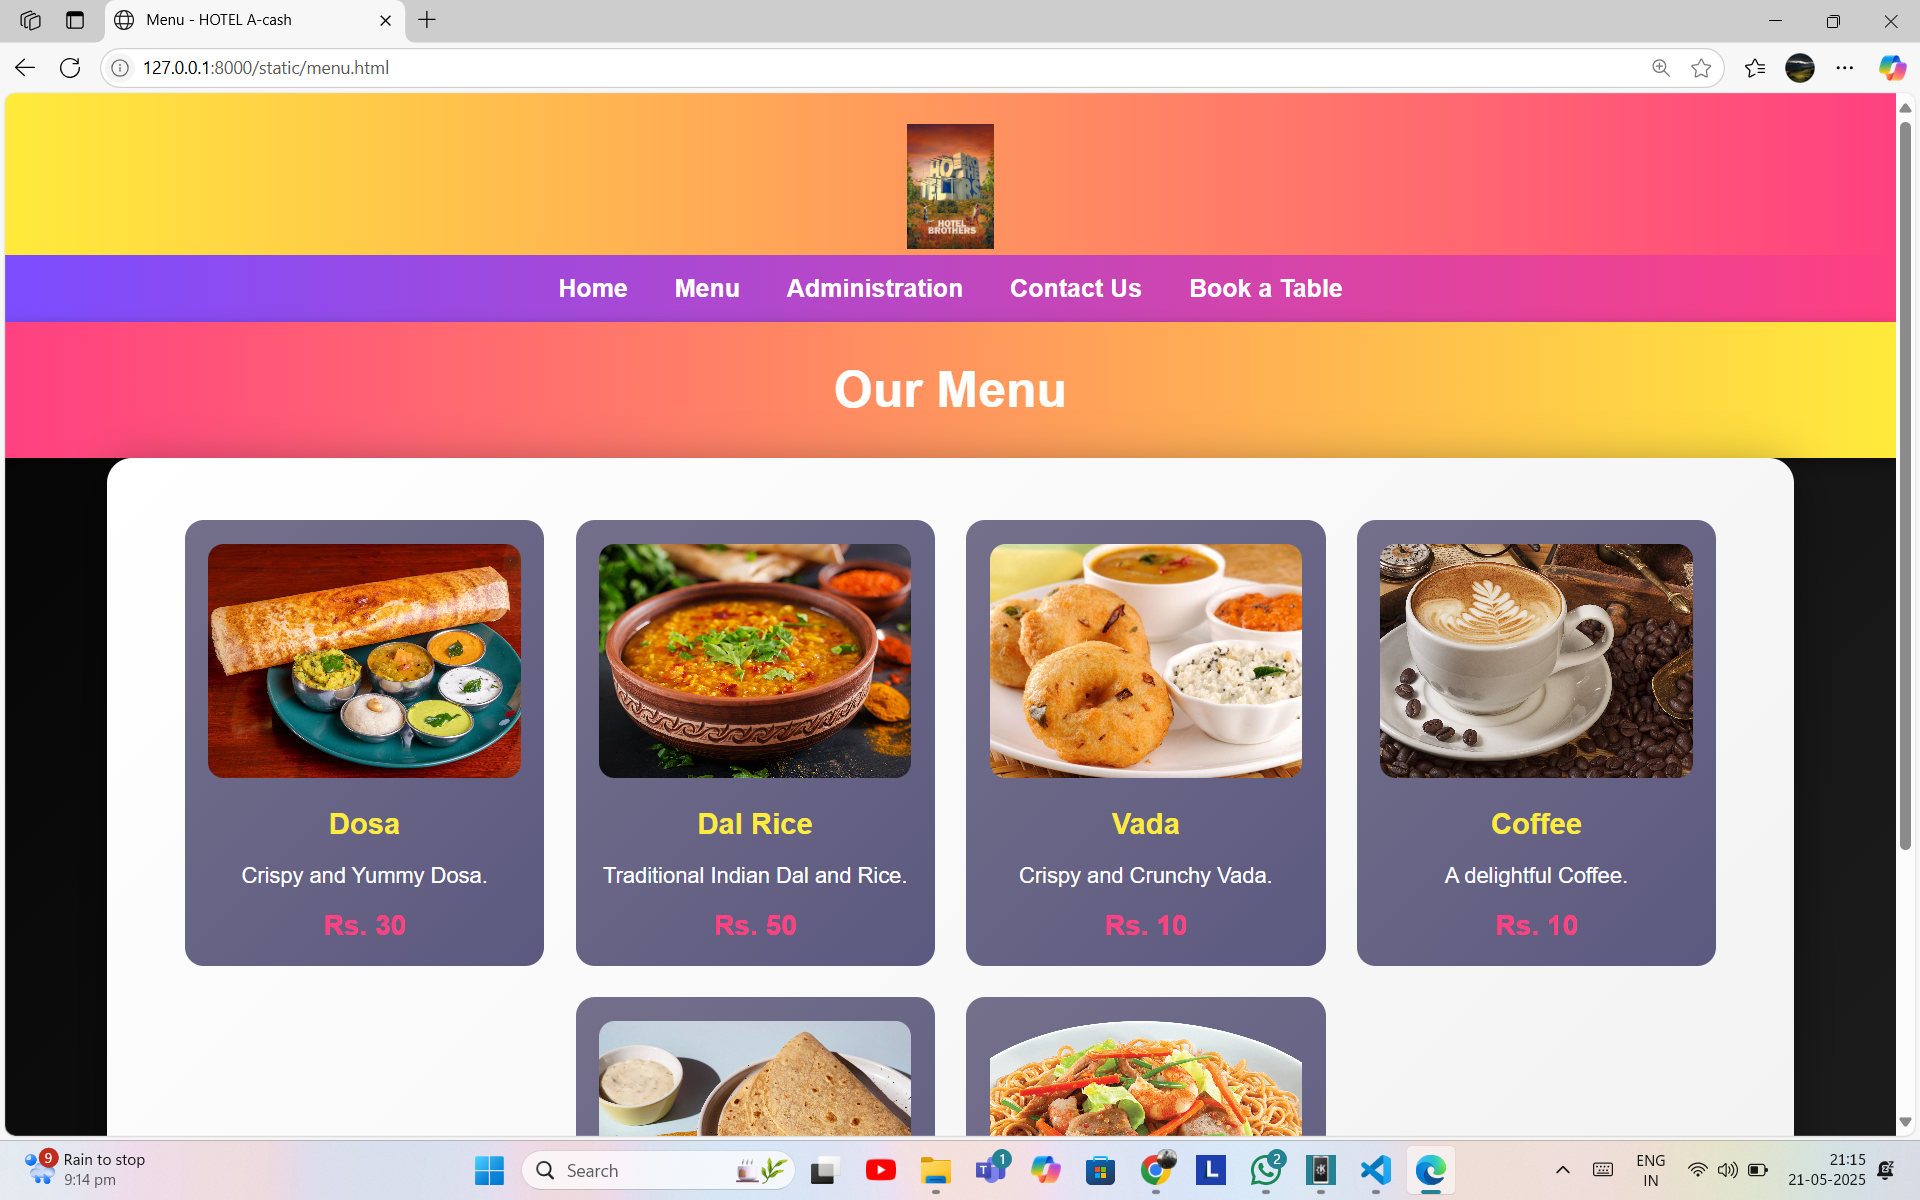 Menu - HOTEL A-cash
127.0.0.1:8000/static/menu.html
HOTEL
BROTHERS
Home Menu Administration Contact Us Book a Table
Our Menu
Dosa
Crispy and Yummy Dosa.
Rs. 30
Dal Rice
Traditional Indian Dal and Rice.
Rs. 50
Vada
Crispy and Crunchy Vada.
Rs. 10
Coffee
A delightful Coffee.
Rs. 10
9
Rain to stop
9:14 pm
Search
1
L
2
ENG
IN
21:15
21-05-2025